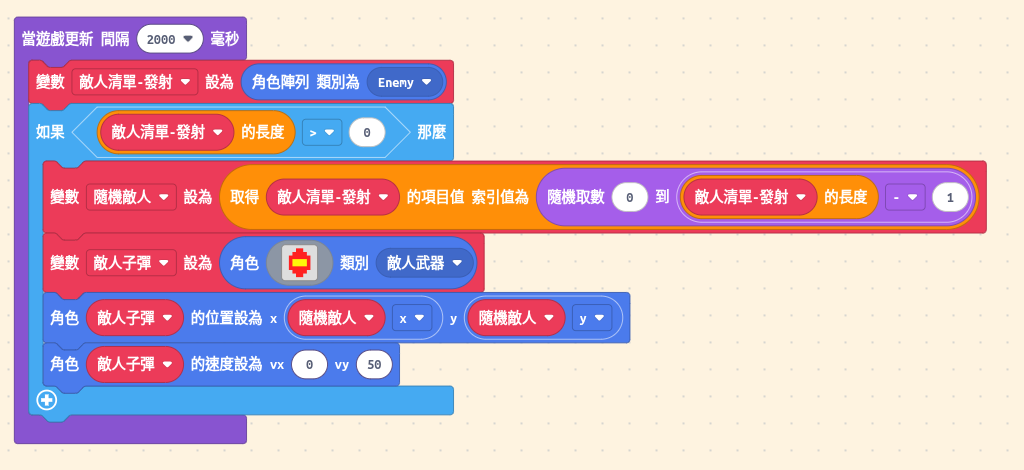 當遊戲更新 間隔 2000 毫秒
變數 敵人清單-發射 設為 角色陣列 類別為 Enemy
如果 敵人清單-發射 的長度 > 0 那麼
變數 隨機敵人 設為 取得 敵人清單-發射 的項目值 索引值為 隨機取數 0 到 敵人清單-發射 的長度 - 1
變數 敵人子彈 設為 角色 類別 敵人武器
角色 敵人子彈 的位置設為 x 隨機敵人 x y 隨機敵人 y
角色 敵人子彈 的速度設為 vx 0 vy 50